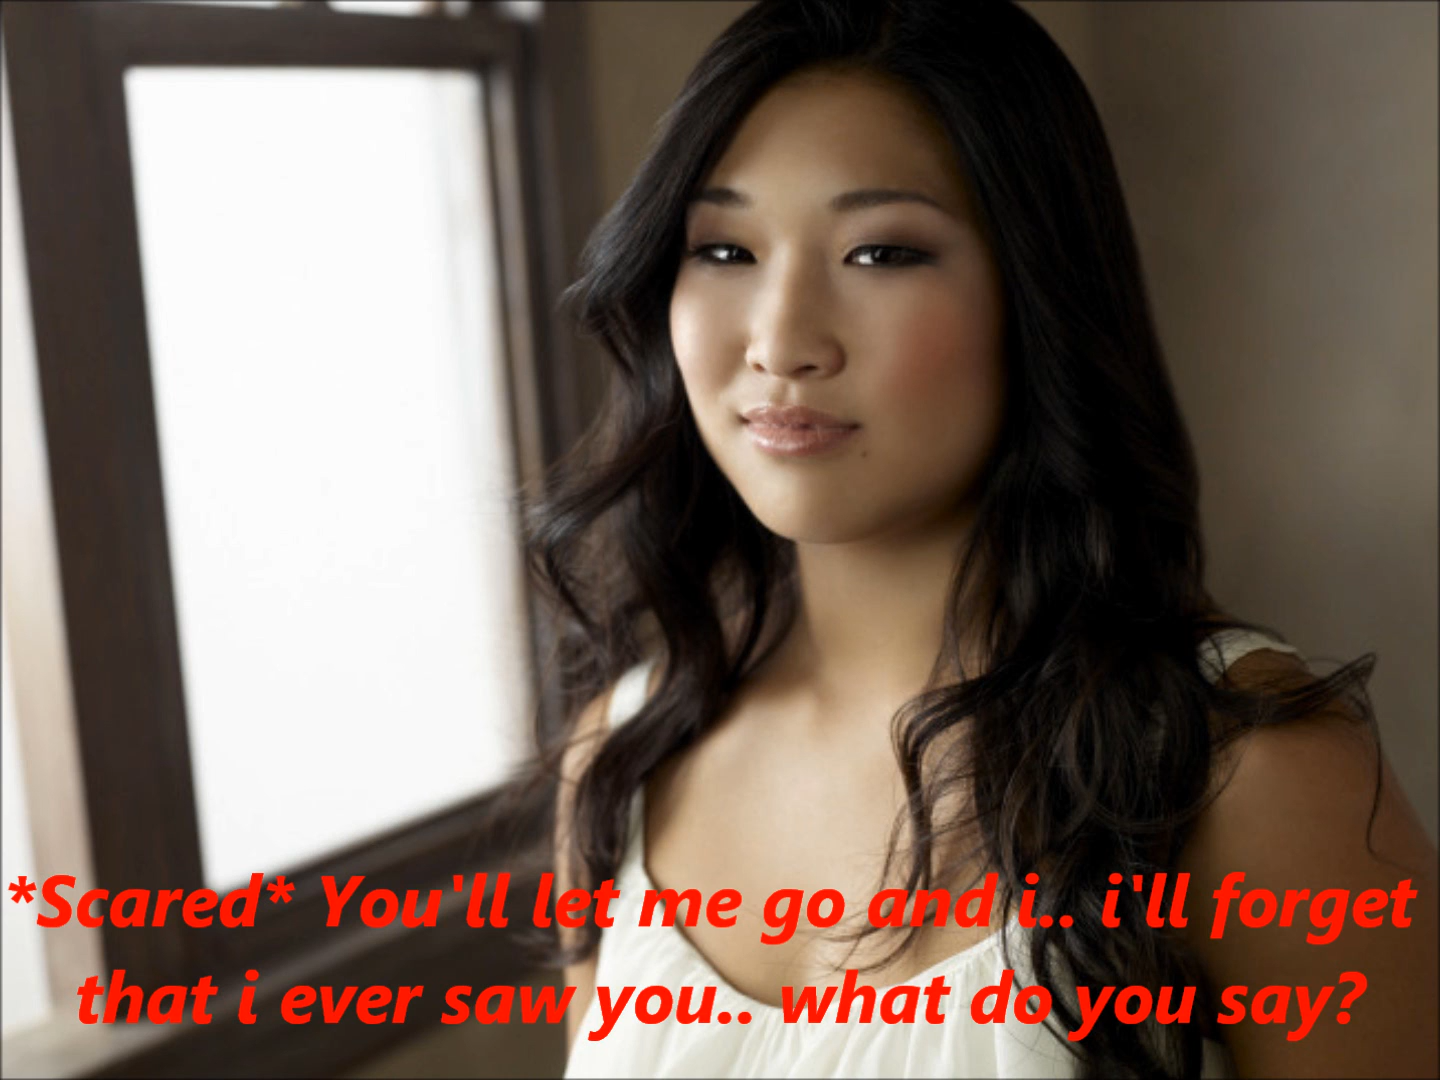 *Scared* You'll let me go and i.. i'll forget
that i ever saw you.. what do you say?